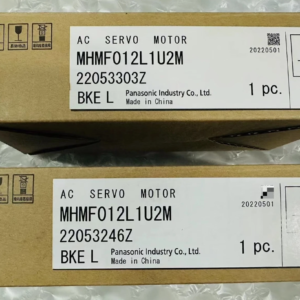 AC SERVO MOTOR
20220501
MHMF012L1U2M
22053303Z
BKE L
Panasonic Industry Co., Ltd.
Made in China
1 pc.
AC SERVO MOTOR
20220501
MHMF012L1U2M
22053246Z
BKE L
Panasonic Industry Co., Ltd.
Made in China
1 pc.